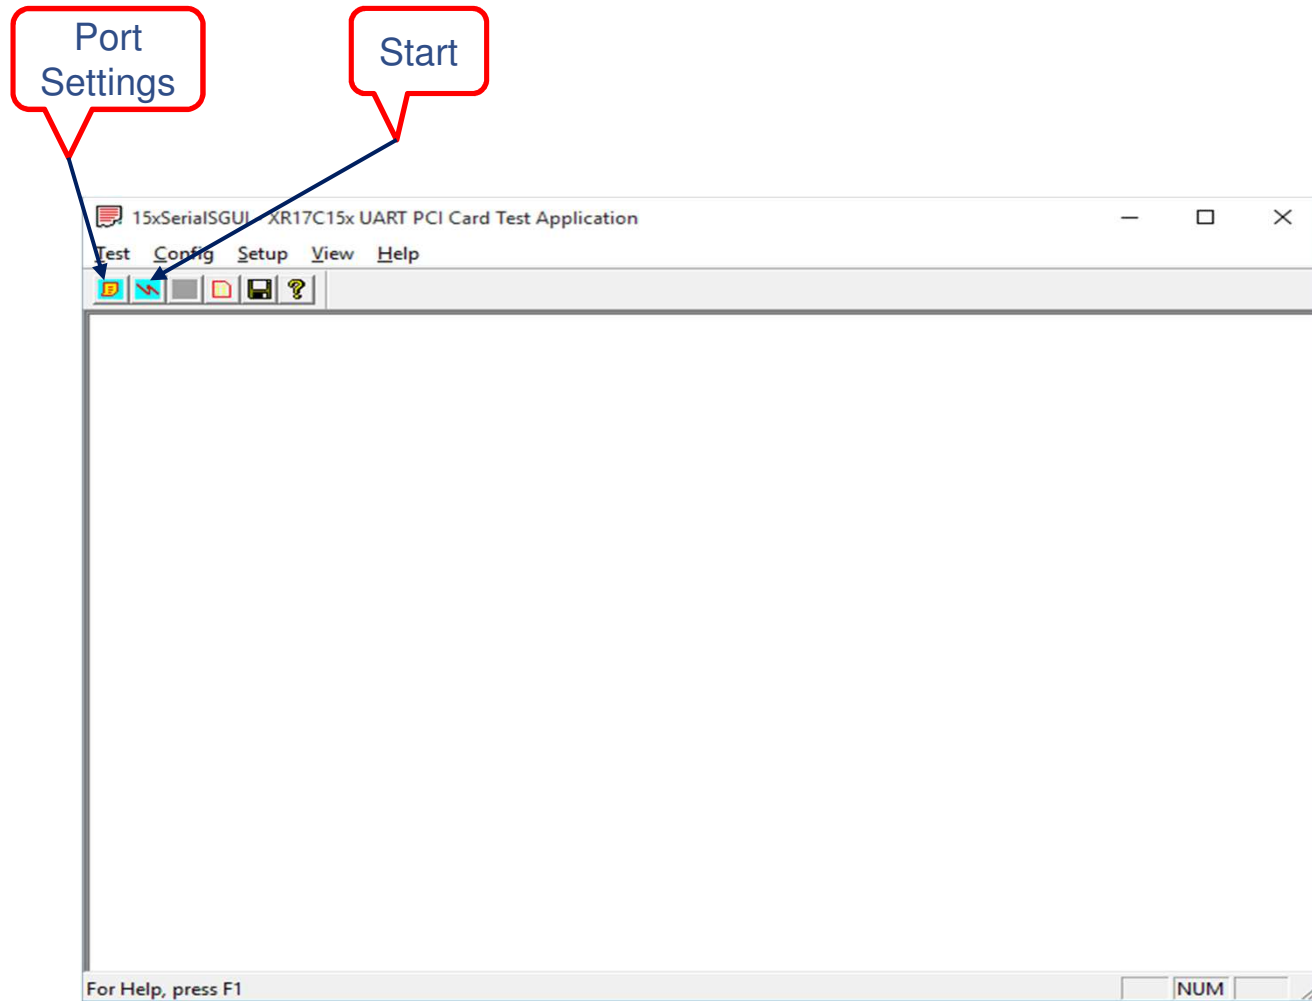 Port
Settings
Start
15xSerialSGUI - XR17C15x UART PCI Card Test Application
Test Config Setup View Help
For Help, press F1
NUM